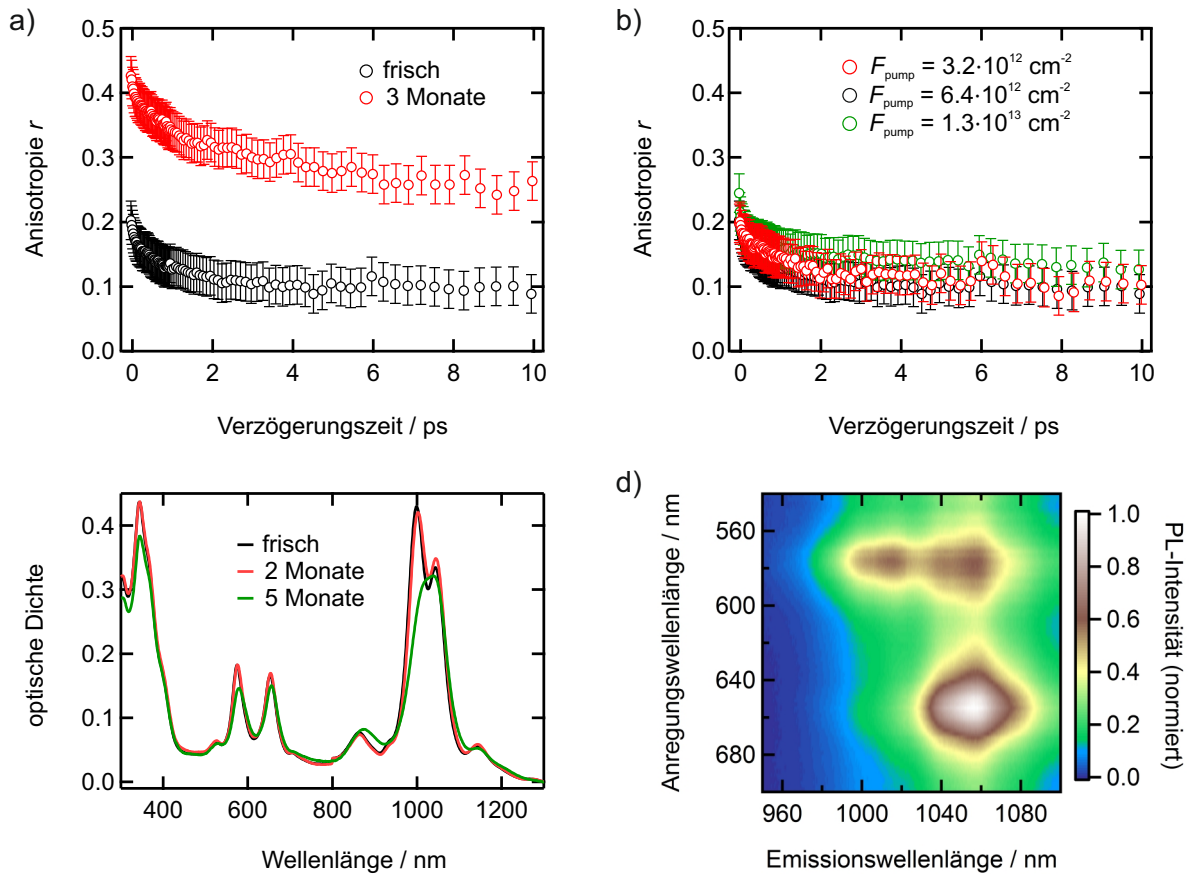 a)
0.5
0.4
0.3
0.2
0.1
0.0
Anisotropie r
frisch
3 Monate
0 2 4 6 8 10
Verzögerungszeit / ps
b)
0.5
0.4
0.3
0.2
0.1
0.0
Anisotropie r
Fpump = 3.2·10¹² cm⁻²
Fpump = 6.4·10¹² cm⁻²
Fpump = 1.3·10¹³ cm⁻²
0 2 4 6 8 10
Verzögerungszeit / ps
0.4
0.3
0.2
0.1
0.0
optische Dichte
frisch
2 Monate
5 Monate
400 600 800 1000 1200
Wellenlänge / nm
d)
560
600
640
680
Anregungswellenlänge / nm
960 1000 1040 1080
Emissionswellenlänge / nm
1.0
0.8
0.6
0.4
0.2
0.0
PL-Intensität (normiert)